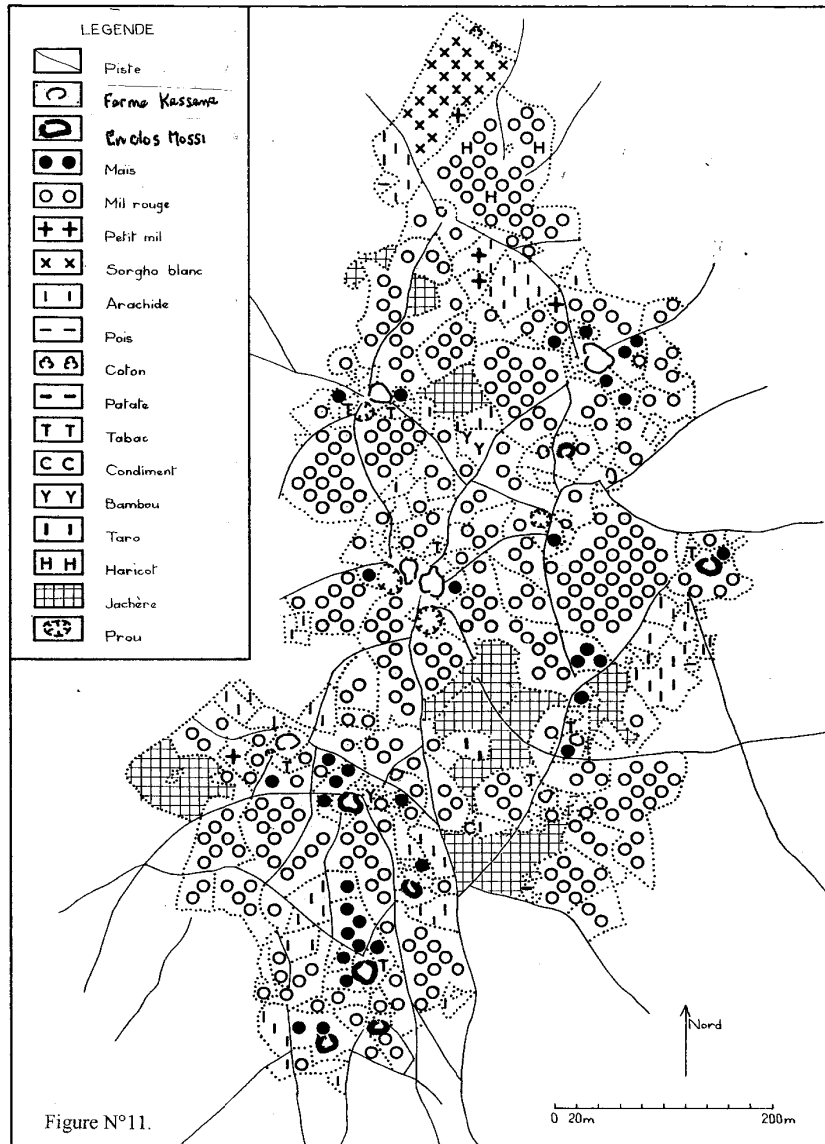 LEGENDE
Piste
Ferme Kassena
Enclos Mossi
Maïs
Mil rouge
Petit mil
Sorgho blanc
Arachide
Pois
Coton
Patate
T T Tabac
C C Condiment
Y Y Bambou
Taro
H H Haricot
Jachère
Prou
Nord
0 20m 200m
Figure N°11.